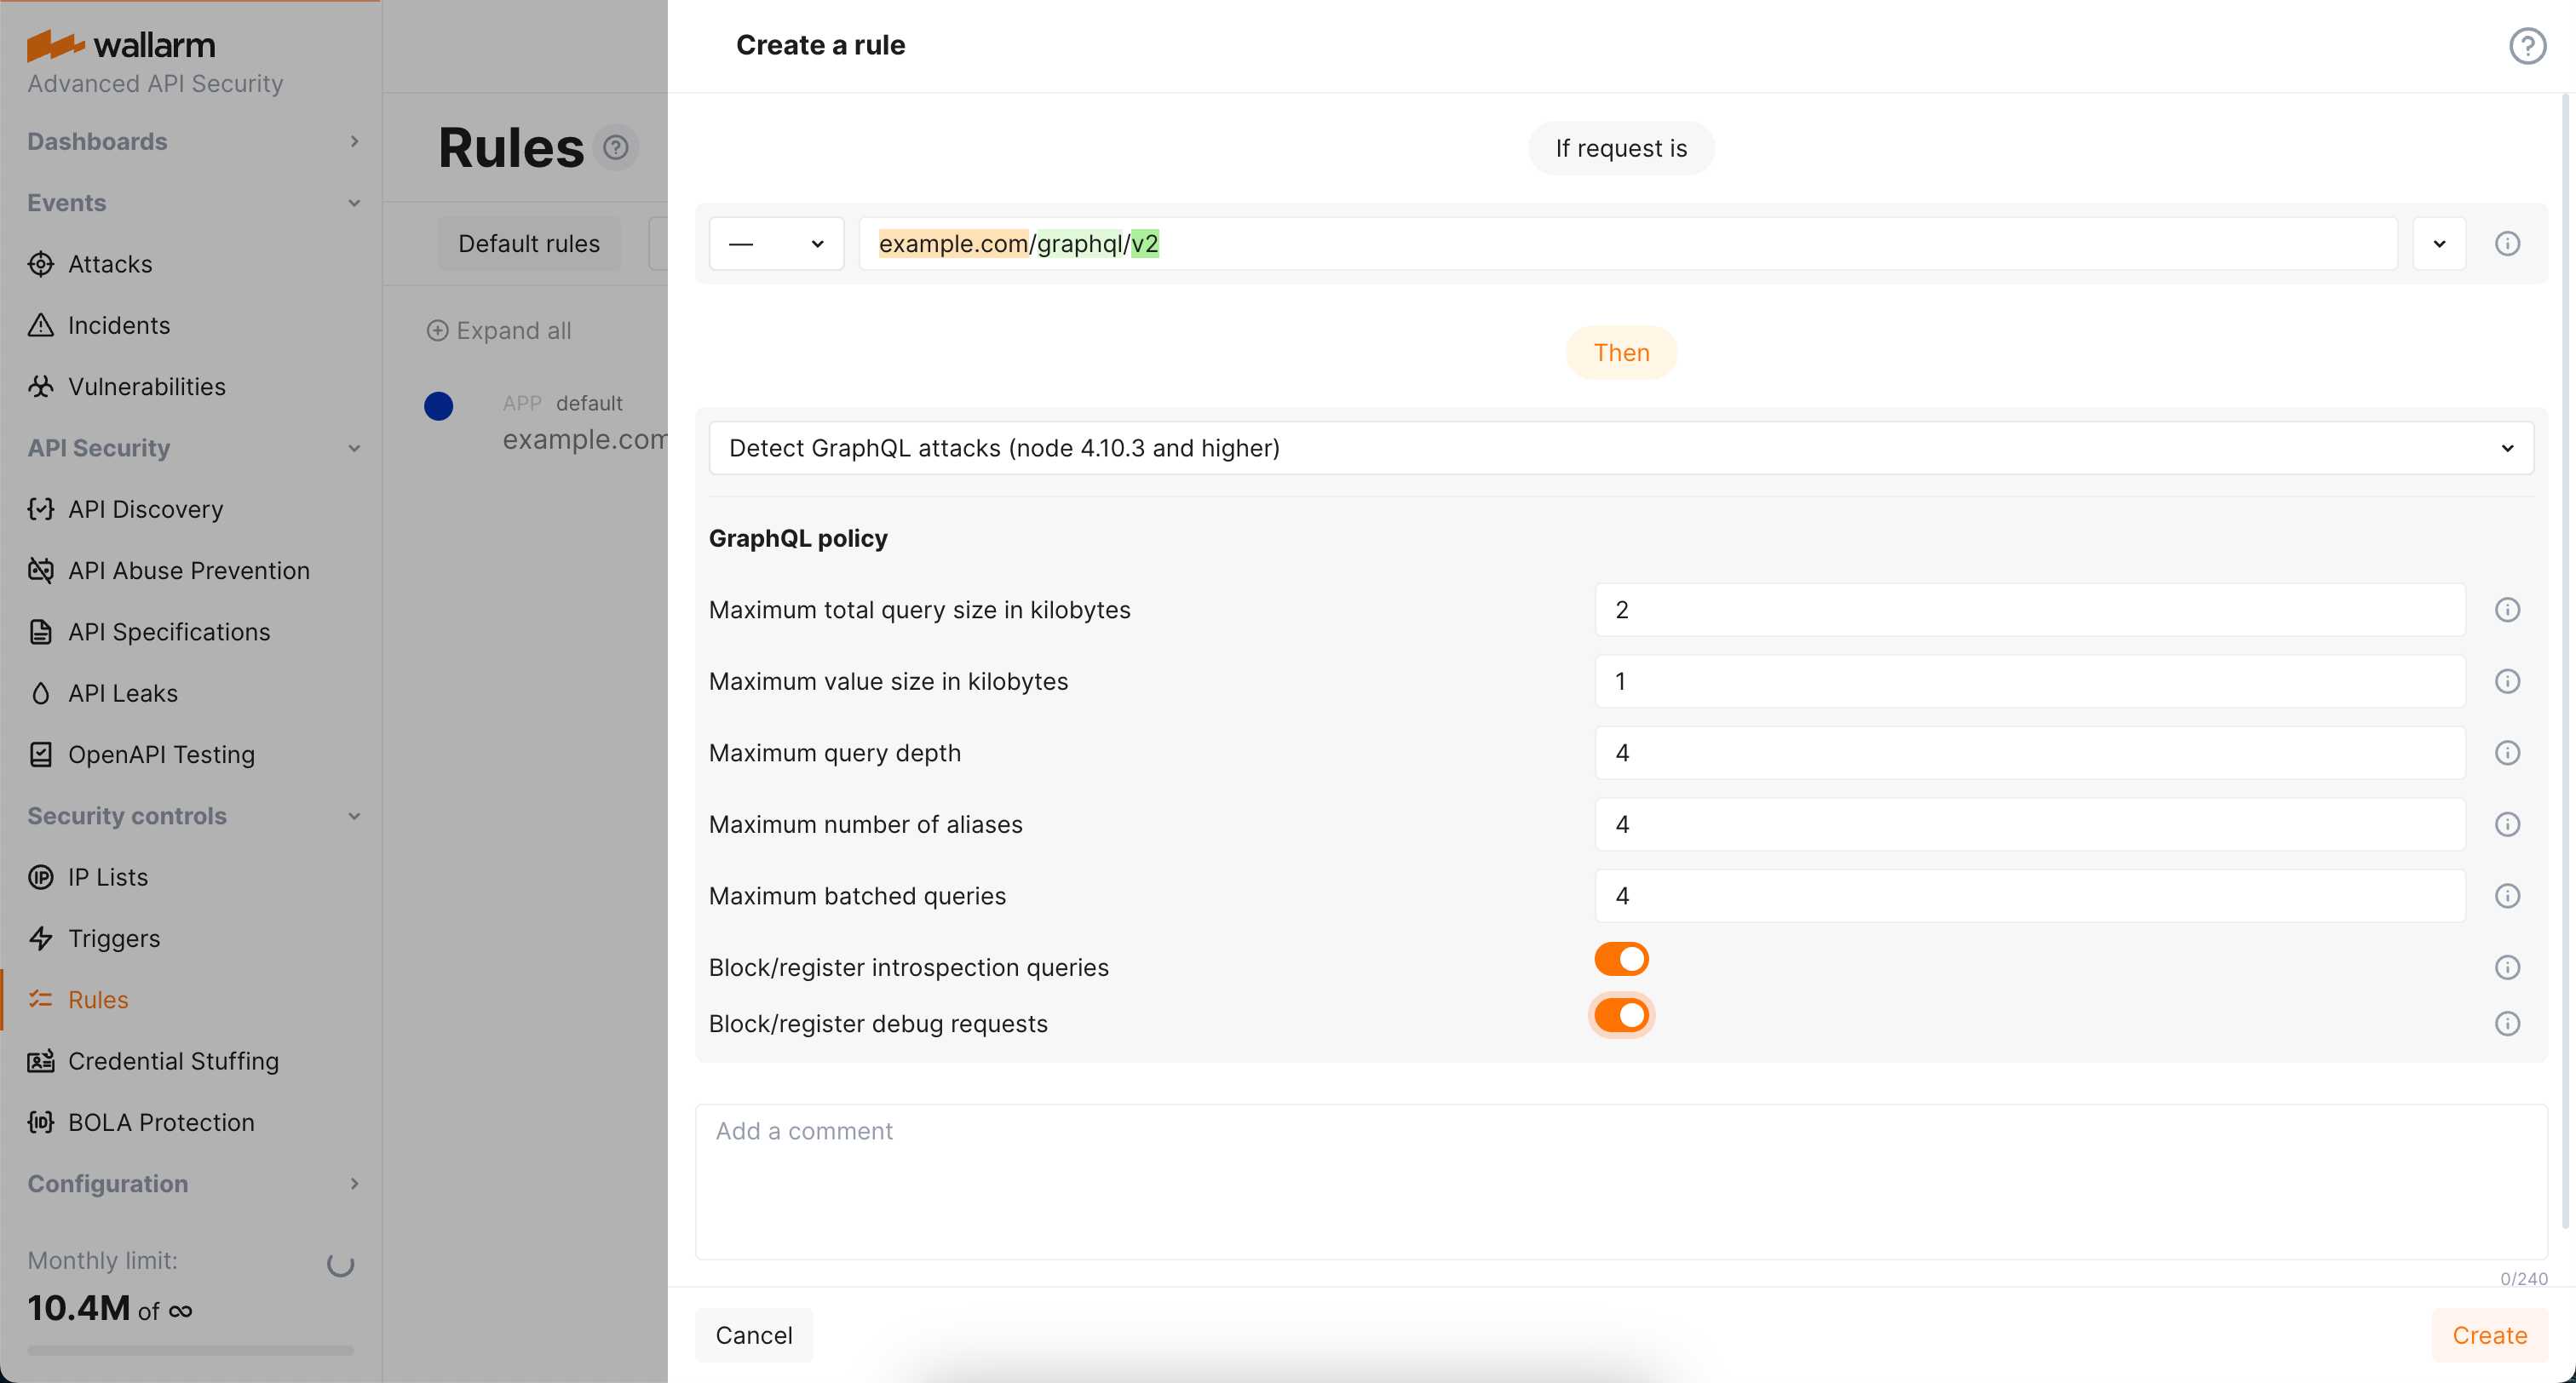 wallarm
Advanced API Security
Dashboards
Events
Attacks
Incidents
Vulnerabilities
API Security
API Discovery
API Abuse Prevention
API Specifications
API Leaks
OpenAPI Testing
Security controls
IP Lists
Triggers
Rules
Credential Stuffing
BOLA Protection
Configuration
Monthly limit:
10.4M of ∞
Rules
Default rules
Expand all
APP default
example.com
Create a rule
If request is
— example.com/graphql/v2
Then
Detect GraphQL attacks (node 4.10.3 and higher)
GraphQL policy
Maximum total query size in kilobytes 2
Maximum value size in kilobytes 1
Maximum query depth 4
Maximum number of aliases 4
Maximum batched queries 4
Block/register introspection queries
Block/register debug requests
Add a comment
0/240
Cancel
Create